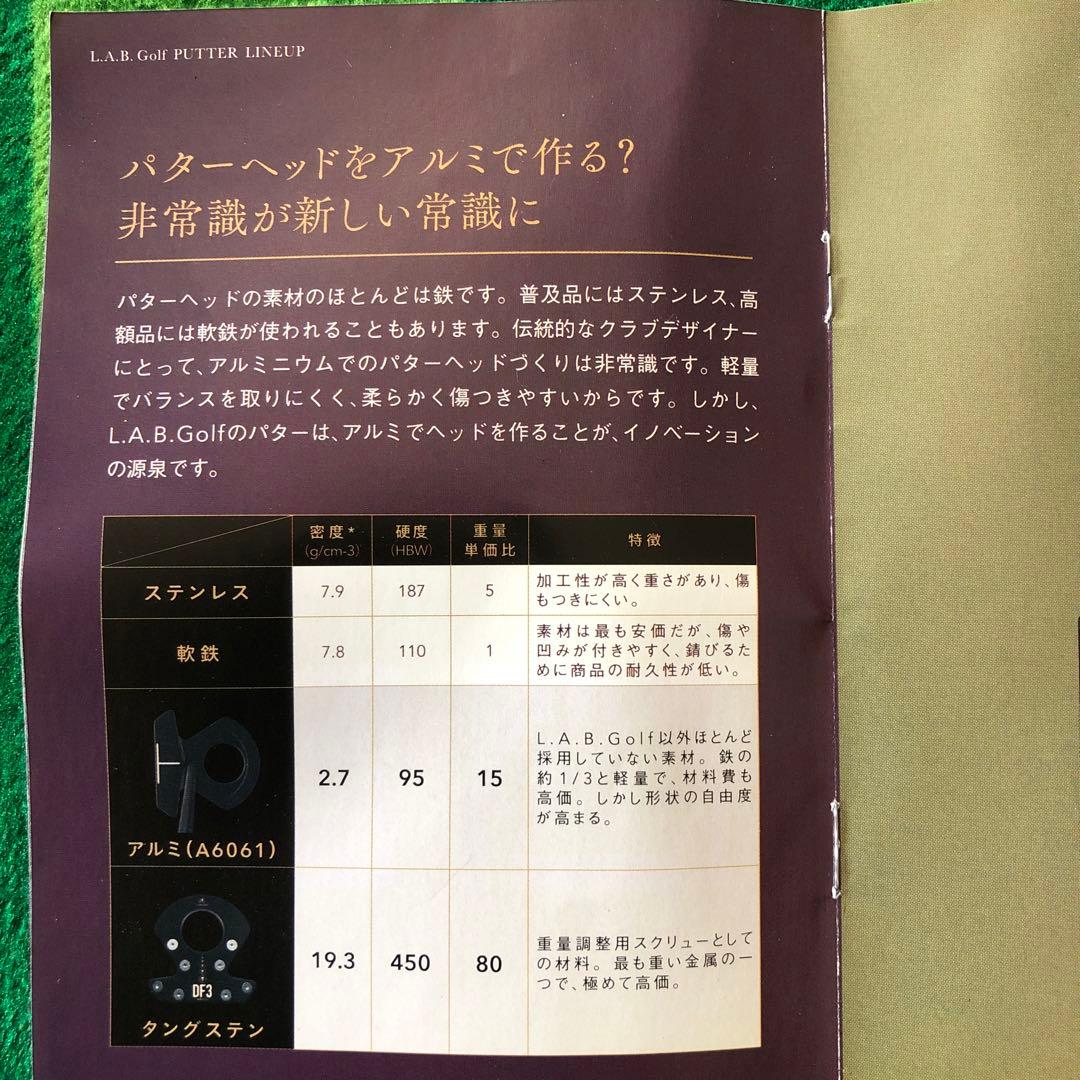 L.A.B. Golf PUTTER LINEUP
パターヘッドをアルミで作る?
非常識が新しい常識に
パターヘッドの素材のほとんどは鉄です。普及品にはステンレス、高
額品には軟鉄が使われることもあります。伝統的なクラブデザイナー
にとって、アルミニウムでのパターヘッドづくりは非常識です。軽量
でバランスを取りにくく、柔らかく傷つきやすいからです。しかし、
L.A.B.Golfのパターは、アルミでヘッドを作ることが、イノベーション
の源泉です。
密度* 硬度 重量 特徴
(g/cm-3) (HBW) 単価比
ステンレス 7.9 187 5 加工性が高く重さがあり、傷
もつきにくい。
軟鉄 7.8 110 1 素材は最も安価だが、傷や
凹みが付きやすく、錆びるた
めに商品の耐久性が低い。
アルミ(A6061) 2.7 95 15 L.A.B.Golf以外ほとんど
採用していない素材。鉄の
約1/3と軽量で、材料費も
高価。しかし形状の自由度
が高まる。
DF3
タングステン 19.3 450 80 重量調整用スクリューとして
の材料。最も重い金属の一
つで、極めて高価。